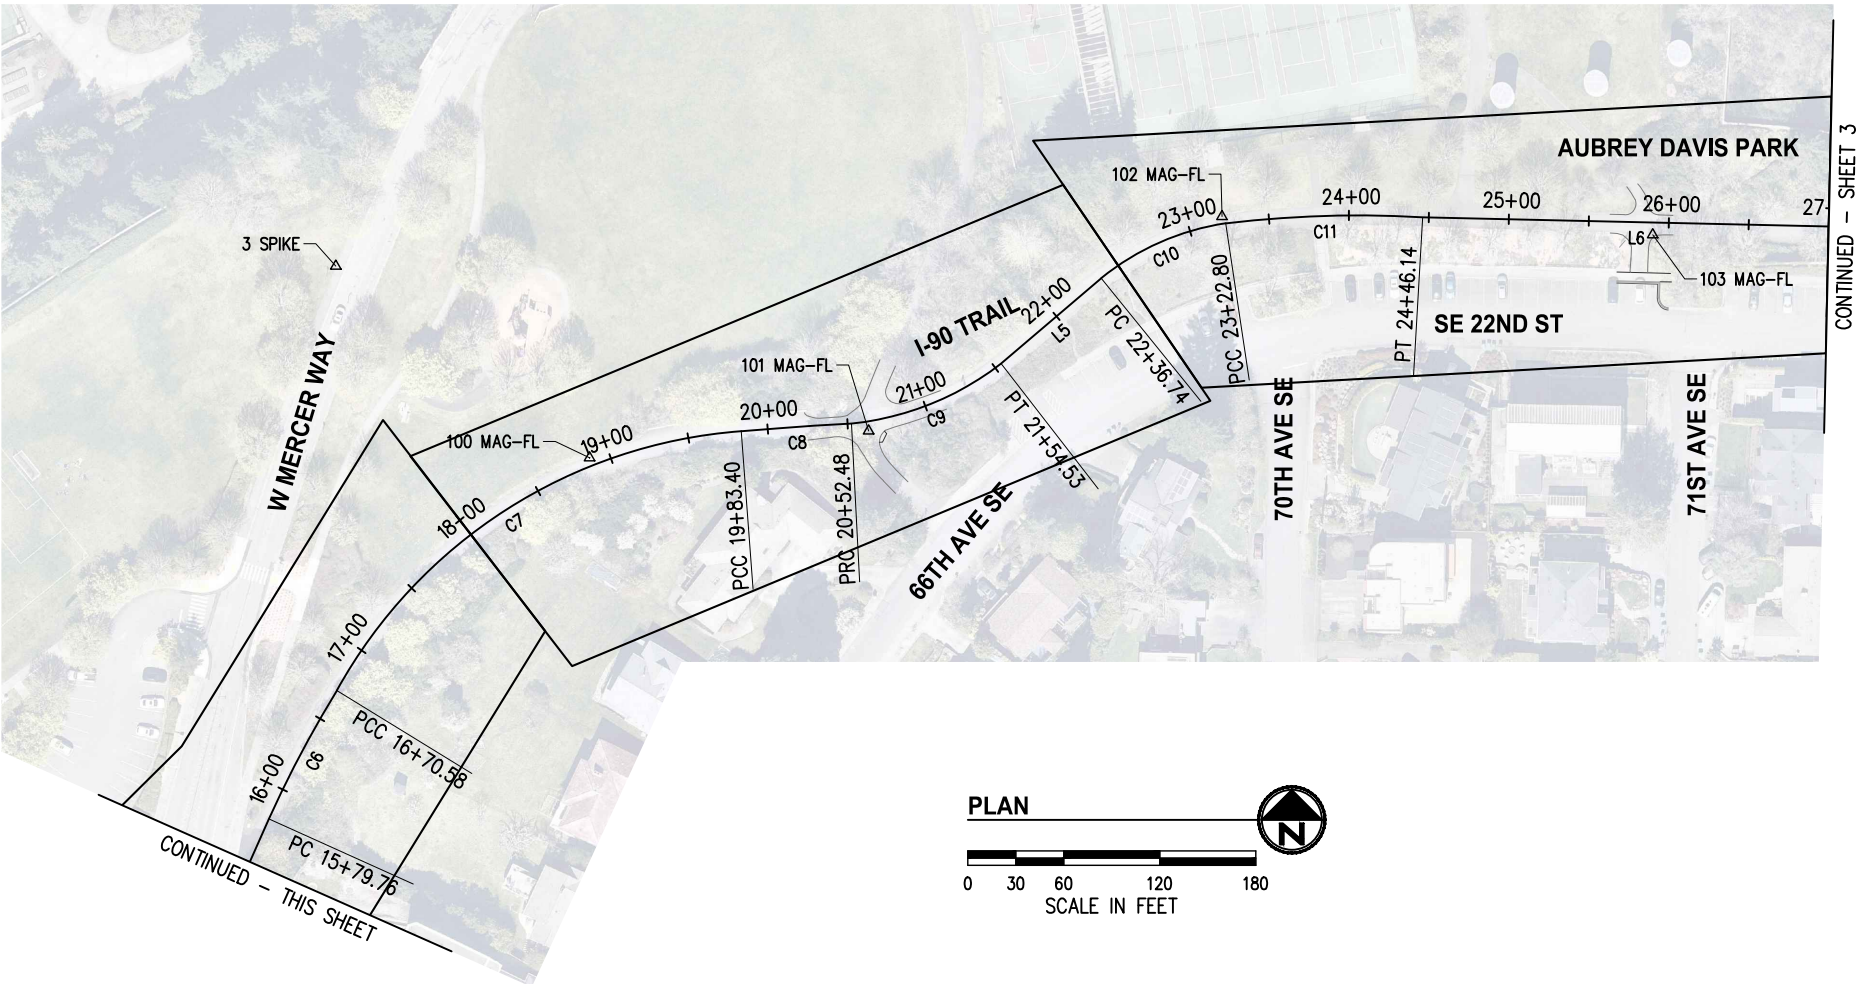 AUBREY DAVIS PARK
CONTINUED - SHEET 3
102 MAG-FL
23+00
24+00
25+00
26+00
27
C10
C11
L6
103 MAG-FL
3 SPIKE
W MERCER WAY
I-90 TRAIL
22+00
L5
PC 22+36.74
PCC 23+22.80
PT 24+46.14
SE 22ND ST
101 MAG-FL
21+00
C9
20+00
C8
PT 21+54.53
70TH AVE SE
71ST AVE SE
100 MAG-FL
19+00
18+00
C7
PCC 19+83.40
PRC 20+52.48
66TH AVE SE
17+00
PCC 16+70.58
16+00
C6
PC 15+79.76
CONTINUED - THIS SHEET
PLAN
N
0 30 60 120 180
SCALE IN FEET